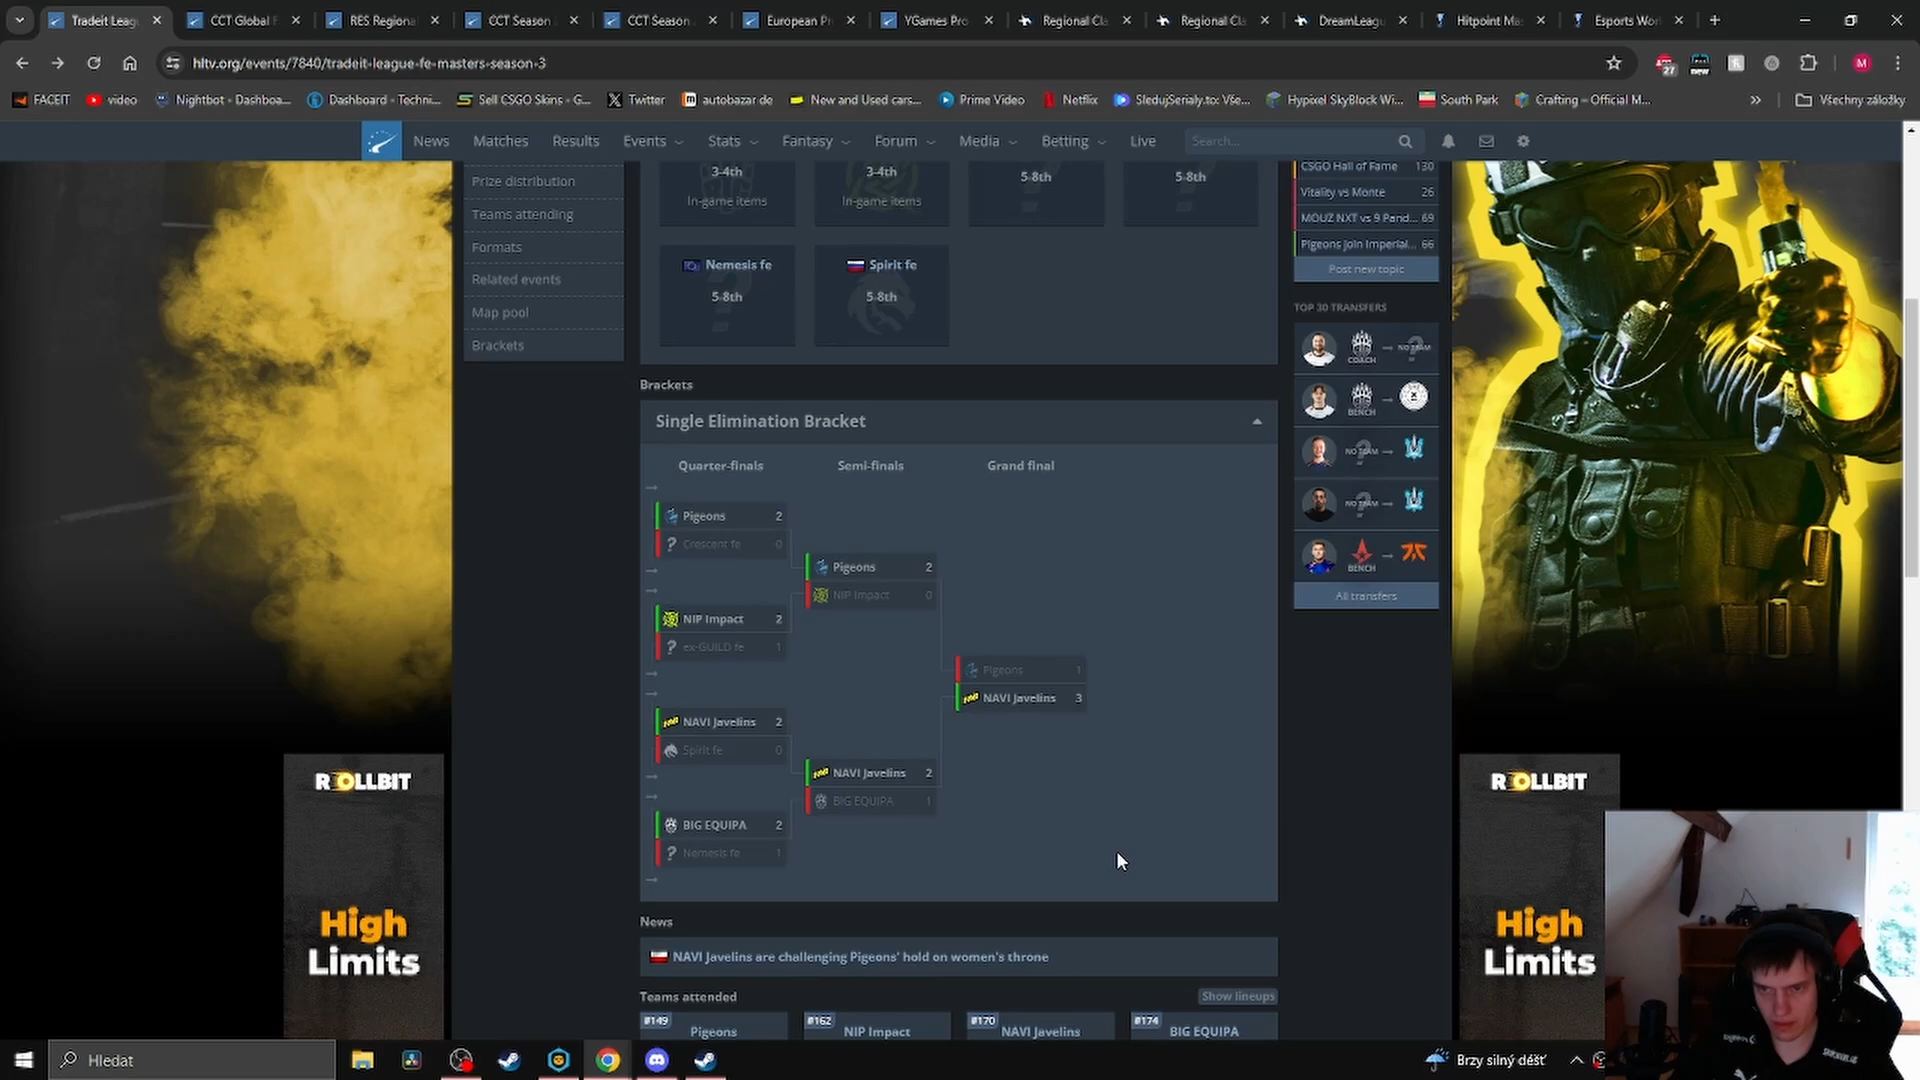 Tradeit Leag
CCT Global F
RES Regional
CCT Season
CCT Season
European Pr
YGames Pro
Regional Cla
Regional Cla
DreamLeagu
Hitpoint Ma
Esports Wor
hltv.org/events/7840/tradeit-league-fe-masters-season-3
27
new
M
FACEIT
video
Nightbot - Dashboa...
Dashboard - Techni...
Sell CSGO Skins - G...
Twitter
autobazar de
New and Used cars...
Prime Video
Netflix
SledujSerialy.to: Vše...
Hypixel SkyBlock Wi...
South Park
Crafting – Official M...
Všechny záložky
News
Matches
Results
Events
Stats
Fantasy
Forum
Media
Betting
Live
Search...
Prize distribution
Teams attending
Formats
Related events
Map pool
Brackets
3-4th
In-game items
3-4th
In-game items
5-8th
5-8th
Nemesis fe
5-8th
Spirit fe
5-8th
Brackets
Single Elimination Bracket
Quarter-finals
Semi-finals
Grand final
Pigeons 2
Crescent fe 0
NIP Impact 2
ex-GUILD fe 1
NAVI Javelins 2
Spirit fe 0
BIG EQUIPA 2
Nemesis fe 1
Pigeons 2
NIP Impact 0
NAVI Javelins 2
BIG EQUIPA 1
Pigeons 1
NAVI Javelins 3
News
NAVI Javelins are challenging Pigeons' hold on women's throne
Teams attended
Show lineups
#149
Pigeons
#162
NIP Impact
#170
NAVI Javelins
#174
BIG EQUIPA
CSGO Hall of Fame 130
Vitality vs Monte 26
MOUZ NXT vs 9 Pand... 69
Pigeons join Imperial... 66
Post new topic
TOP 30 TRANSFERS
COACH
NO TEAM
BENCH
NO TEAM
NO TEAM
BENCH
All transfers
ROLLBIT
High
Limits
ROLLBIT
High
Limits
Hledat
Brzy silný déšť